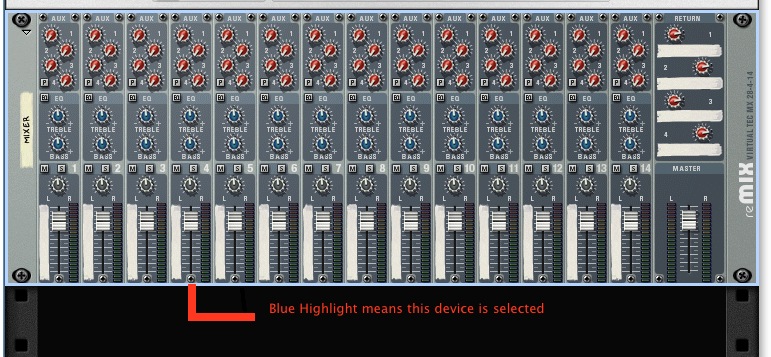 AUX AUX AUX AUX AUX AUX AUX AUX AUX AUX AUX AUX AUX AUX RETURN
1 1 1 1 1 1 1 1 1 1 1 1 1 1 1
2 2 2 2 2 2 2 2 2 2 2 2 2 2 2
3 3 3 3 3 3 3 3 3 3 3 3 3 3 3
P 4 P 4 P 4 P 4 P 4 P 4 P 4 P 4 P 4 P 4 P 4 P 4 P 4 P 4 4
EQ EQ EQ EQ EQ EQ EQ EQ EQ EQ EQ EQ EQ EQ
TREBLE TREBLE TREBLE TREBLE TREBLE TREBLE TREBLE TREBLE TREBLE TREBLE TREBLE TREBLE TREBLE TREBLE
BASS BASS BASS BASS BASS BASS BASS BASS BASS BASS BASS BASS BASS BASS
M S 1 M S 2 M S 3 M S 4 M S 5 M S 6 M S 7 M S 8 M S 9 M S 10 M S 11 M S 12 M S 13 M S 14 MASTER
L R L R L R L R L R L R L R L R L R L R L R L R L R L R L R
MIXER
reMIX
VIRTUAL TEC MX 28-4-14
Blue Highlight means this device is selected